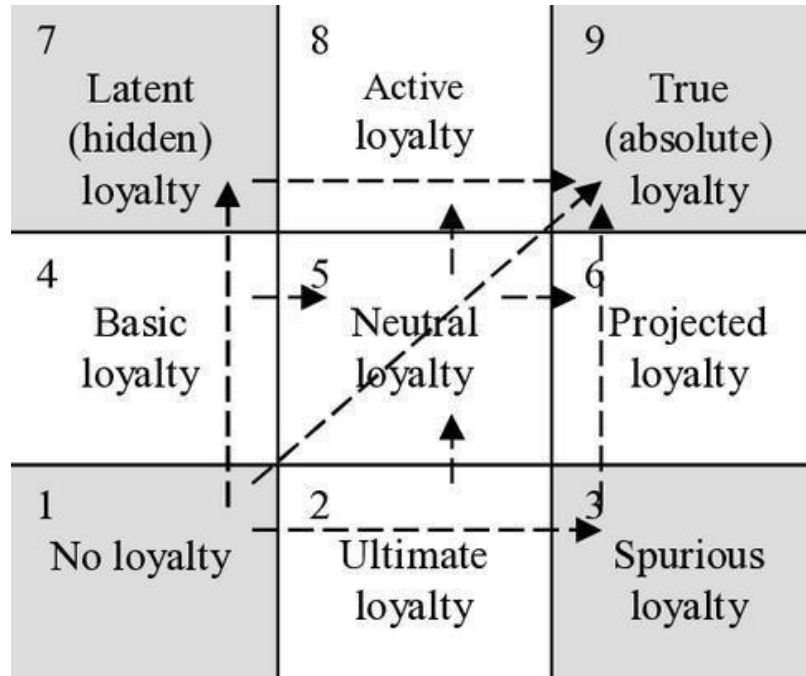 7
Latent
(hidden)
loyalty
8
Active
loyalty
9
True
(absolute)
loyalty
4
Basic
loyalty
5
Neutral
loyalty
6
Projected
loyalty
1
No loyalty
2
Ultimate
loyalty
3
Spurious
loyalty